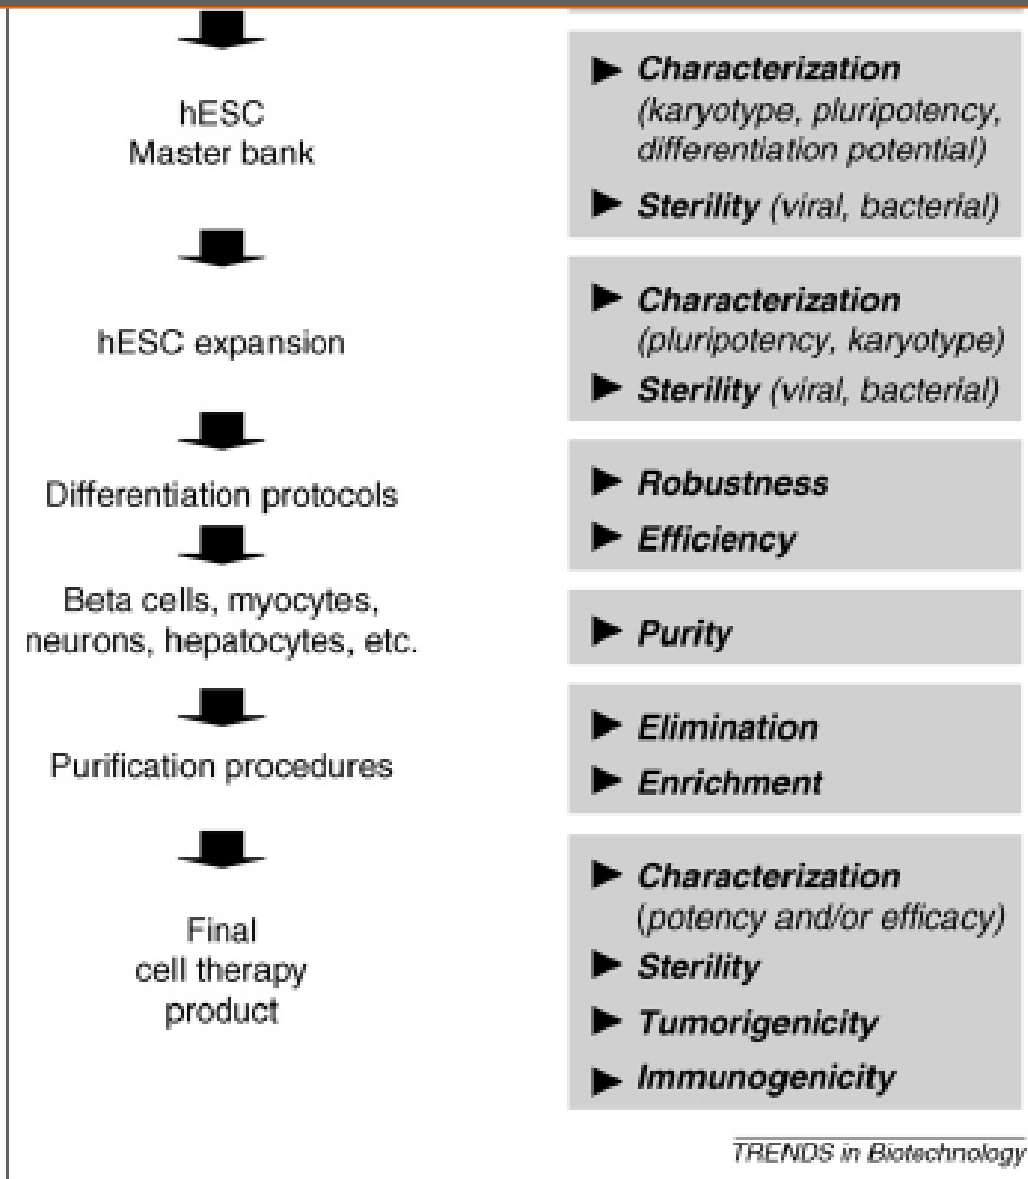 hESC
Master bank
► Characterization
(karyotype, pluripotency,
differentiation potential)
► Sterility (viral, bacterial)
hESC expansion
► Characterization
(pluripotency, karyotype)
► Sterility (viral, bacterial)
Differentiation protocols
► Robustness
► Efficiency
Beta cells, myocytes,
neurons, hepatocytes, etc.
► Purity
Purification procedures
► Elimination
► Enrichment
Final
cell therapy
product
► Characterization
(potency and/or efficacy)
► Sterility
► Tumorigenicity
► Immunogenicity
TRENDS in Biotechnology